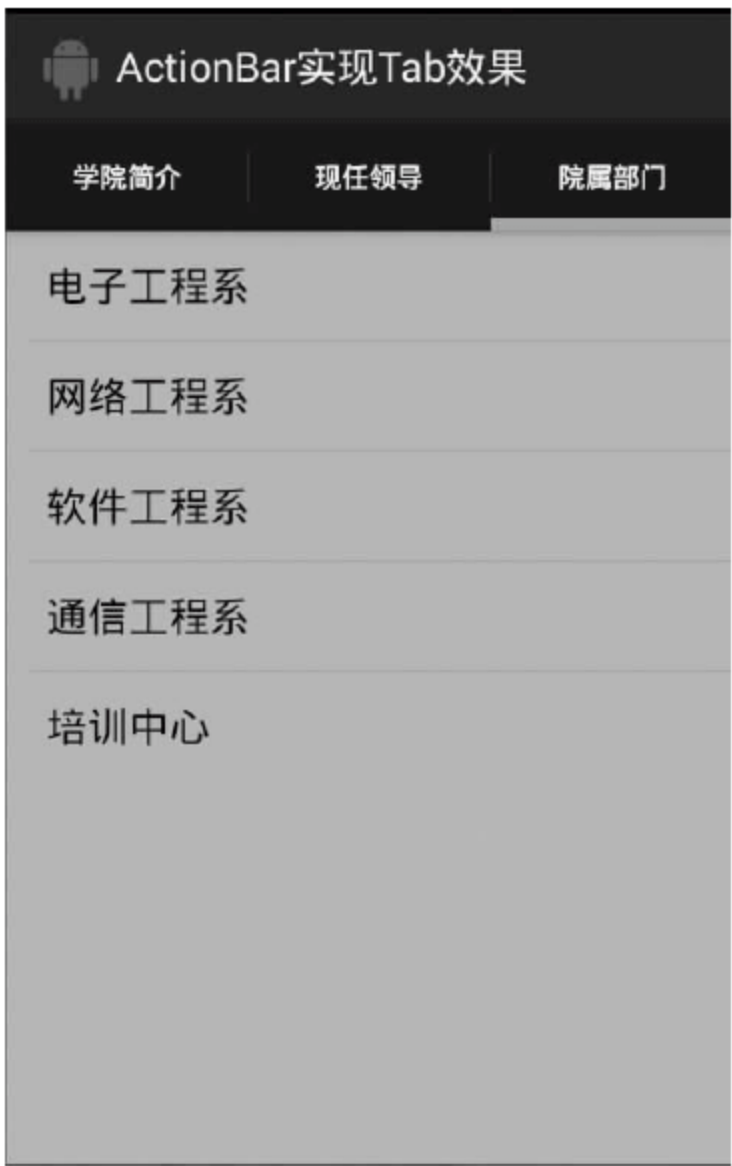 ActionBar实现Tab效果
学院简介 现任领导 院属部门
电子工程系
网络工程系
软件工程系
通信工程系
培训中心